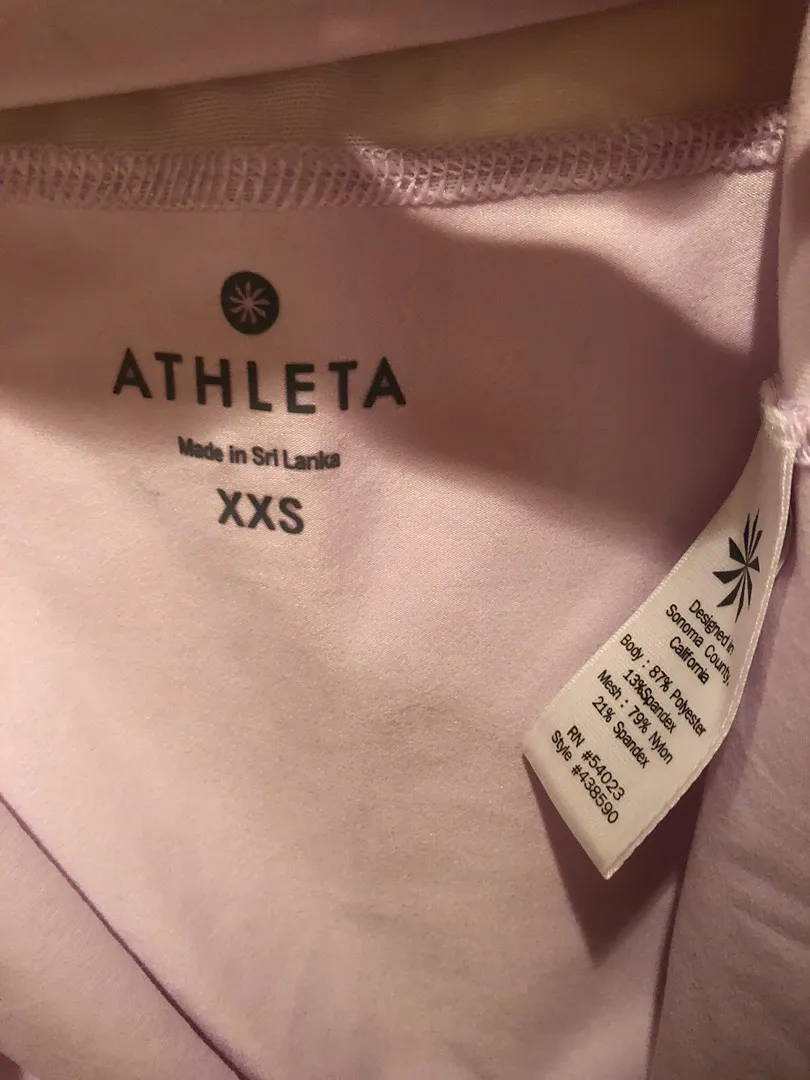 ATHLETA
Made in Sri Lanka
XXS
Designed in
Sonoma County,
California
Body : 87% Polyester
13%Spandex
Mesh : 79% Nylon
21% Spandex
RN #54023
Style #438590